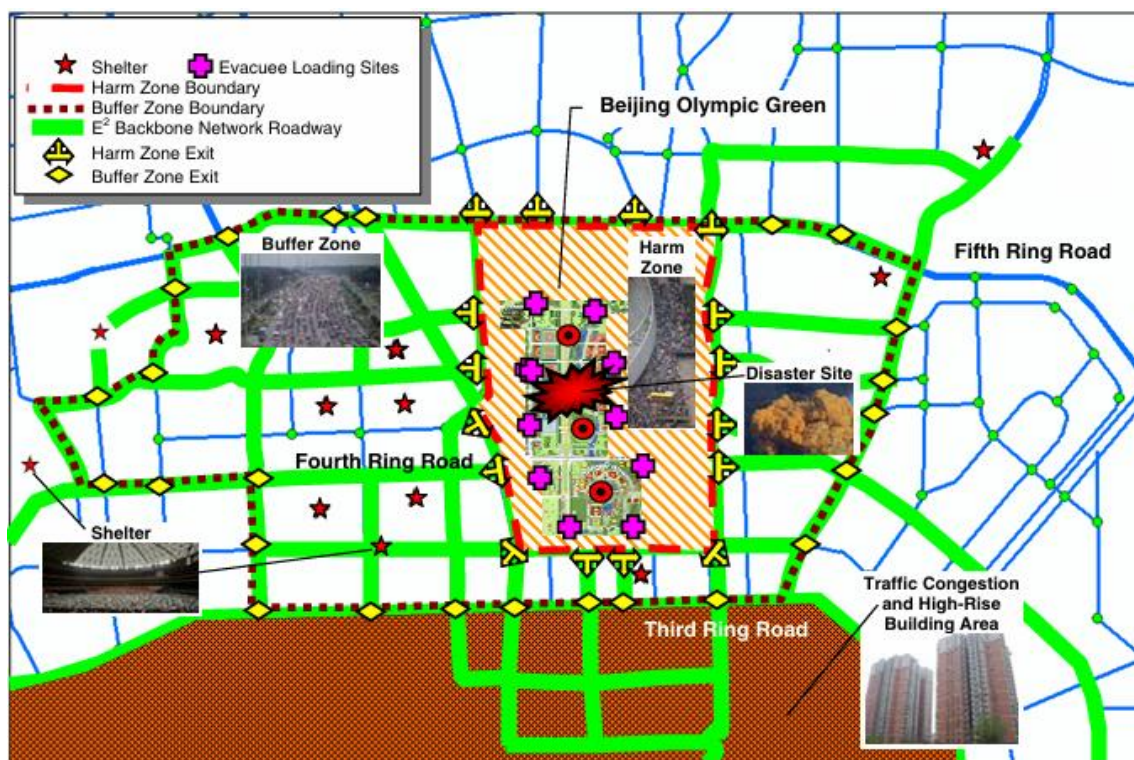 Shelter
Evacuee Loading Sites
Harm Zone Boundary
Buffer Zone Boundary
E² Backbone Network Roadway
Harm Zone Exit
Buffer Zone Exit
Beijing Olympic Green
Buffer Zone
Harm
Zone
Fifth Ring Road
Disaster Site
Fourth Ring Road
Shelter
Traffic Congestion
and High-Rise
Building Area
Third Ring Road